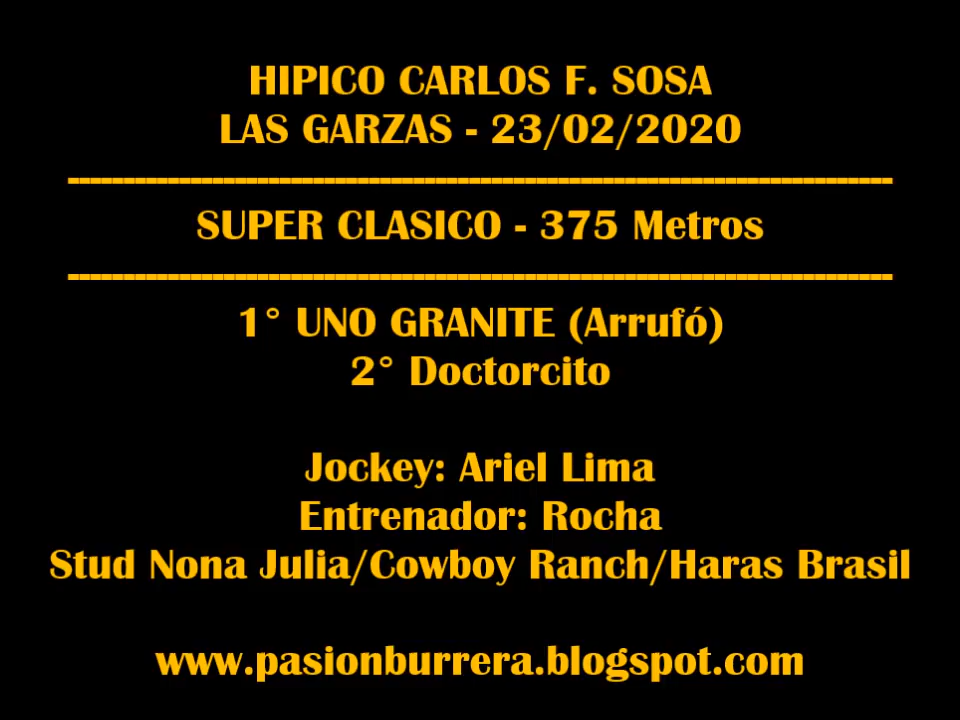 HIPICO CARLOS F. SOSA
LAS GARZAS - 23/02/2020
--------------------------------------------------------------------------
SUPER CLASICO - 375 Metros
--------------------------------------------------------------------------
1° UNO GRANITE (Arrufó)
2° Doctorcito
Jockey: Ariel Lima
Entrenador: Rocha
Stud Nona Julia/Cowboy Ranch/Haras Brasil
www.pasionburrera.blogspot.com